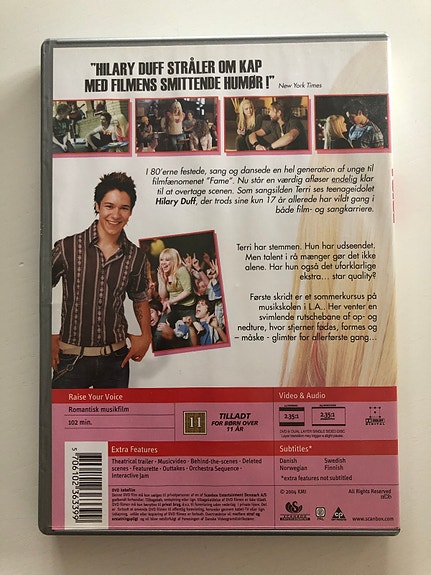 "HILARY DUFF STRÅLER OM KAP
MED FILMENS SMITTENDE HUMØR!" New York Times
I 80'erne festede, sang og dansede en hel generation af unge til
filmfænomenet "Fame". Nu står en værdig afløser endelig klar
til at overtage scenen. Som sangsilden Terri ses teenageidolet
Hilary Duff, der trods sine kun 17 år allerede har vildt gang i
både film- og sangkarriere.
Terri har stemmen. Hun har udseendet.
Men talent i rå mængder gør det ikke
alene. Har hun også det uforklarlige
ekstra... star quality?
Første skridt er et sommerkursus på
musikskolen i L.A.. Her venter en
svimlende rutschebane af op- og
nedture, hvor stjerner fødes, formes og
– måske - glimter for allerførste gang...
Raise Your Voice
Romantisk musikfilm
102 min.
11
TILLADT
FOR BØRN OVER
11 ÅR
Video & Audio
2.35:1
2.35:1
DIGITAL
Extra Features
Theatrical trailer - Musicvideo - Behind-the-scenes - Deleted
scenes - Featurette - Outtakes - Orchestra Sequence -
Interactive Jam
Subtitles*
Danish Swedish
Norwegian Finnish
*extra features not subtitled
5706102363399
© 2004 XMI
All Rights Reserved
PAL
www.scanbox.com